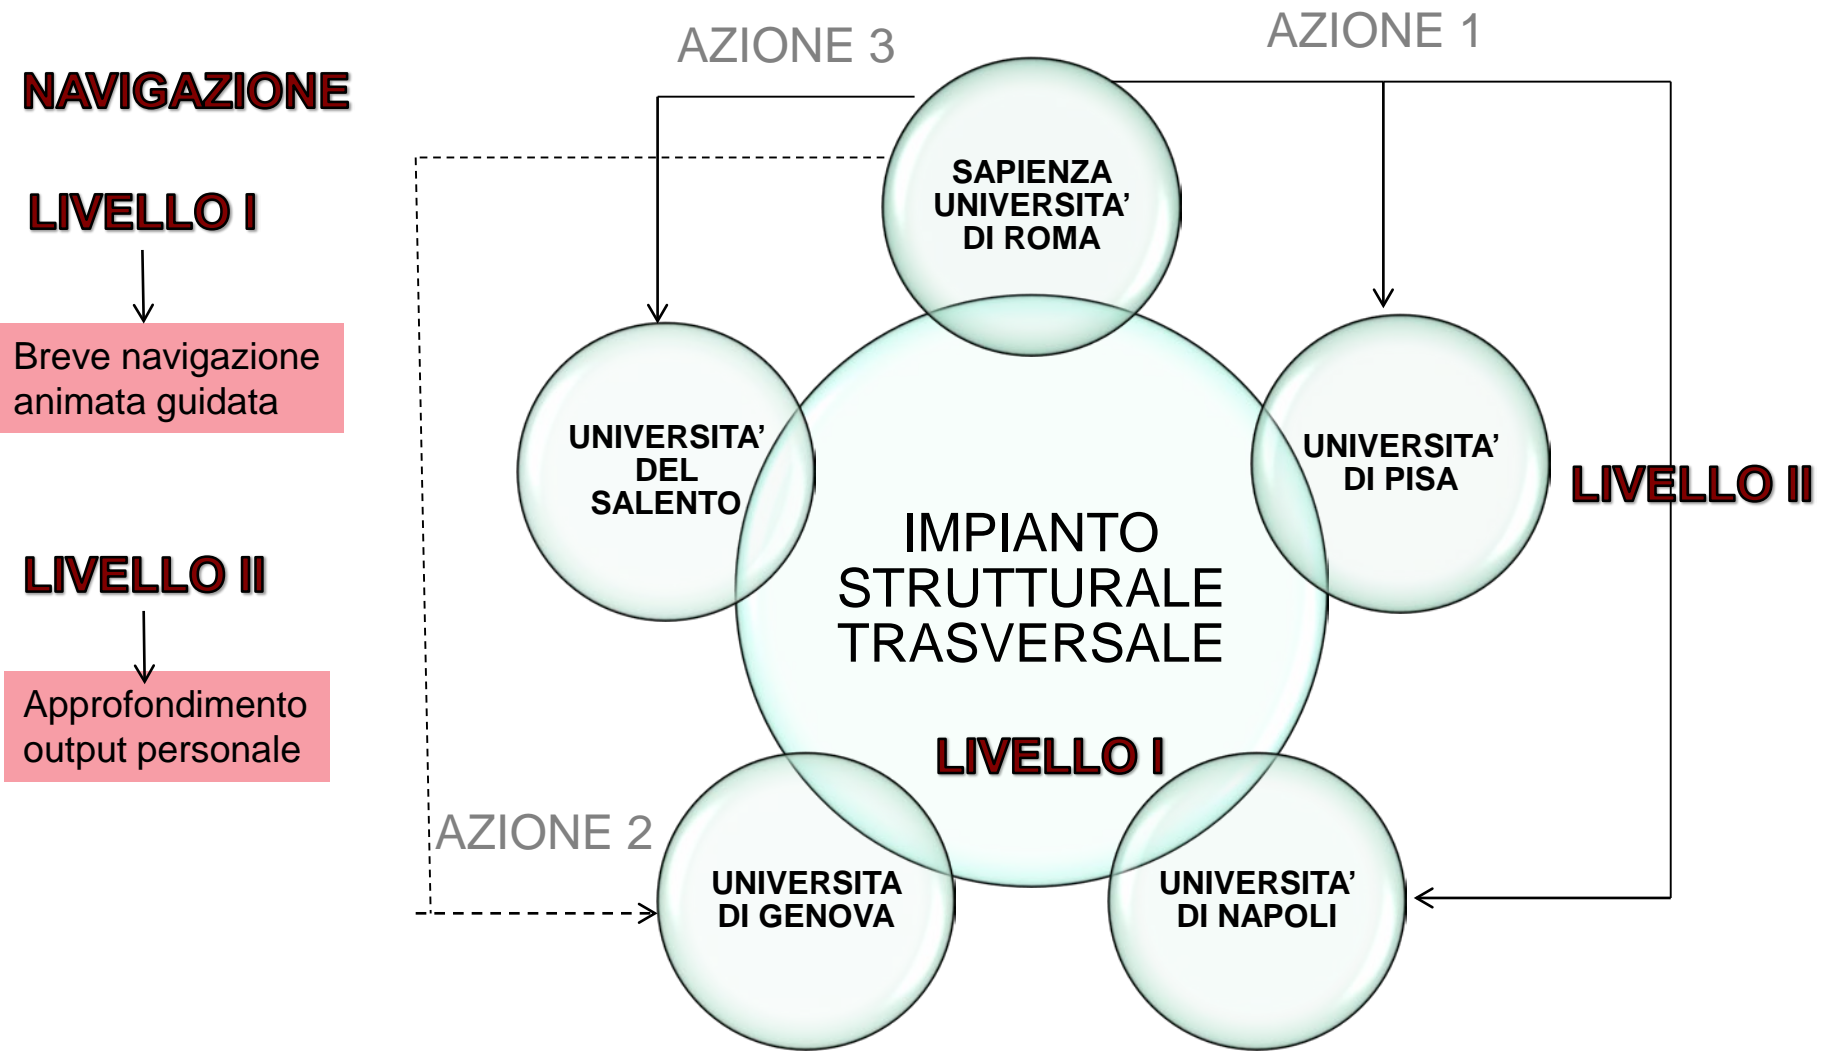 AZIONE 3
AZIONE 1
NAVIGAZIONE
LIVELLO I
Breve navigazione
animata guidata
LIVELLO II
Approfondimento
output personale
SAPIENZA
UNIVERSITA’
DI ROMA
UNIVERSITA’
DEL
SALENTO
UNIVERSITA’
DI PISA
LIVELLO II
IMPIANTO
STRUTTURALE
TRASVERSALE
LIVELLO I
AZIONE 2
UNIVERSITA
DI GENOVA
UNIVERSITA’
DI NAPOLI